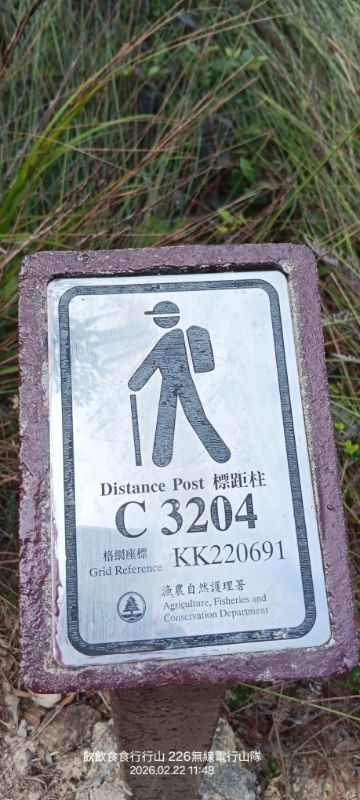 Distance Post 標距柱
C 3204
格網座標
Grid Reference KK220691
漁農自然護理署
Agriculture, Fisheries and
Conservation Department
飲飲食食行行山 226無線電行山隊
2026.02.22 11:48